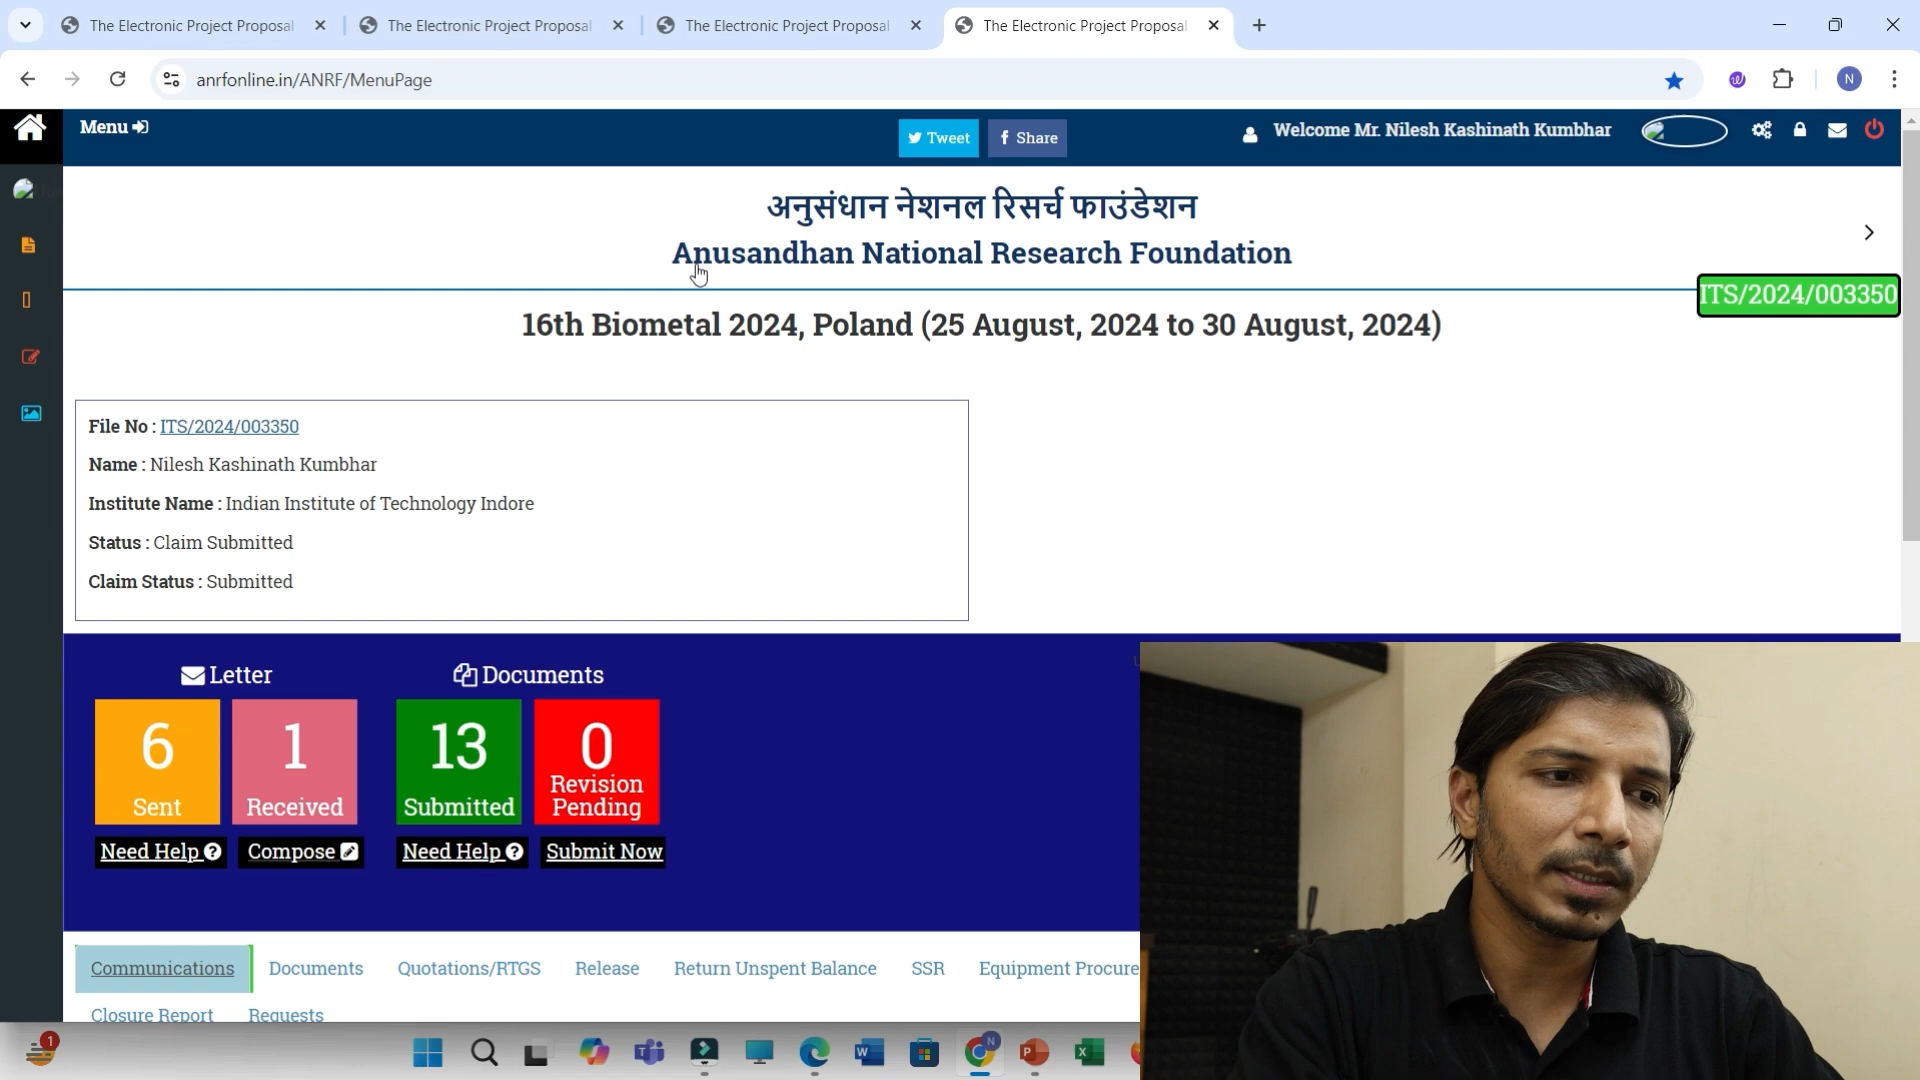 The Electronic Project Proposal
The Electronic Project Proposal
The Electronic Project Proposal
The Electronic Project Proposal
anrfonline.in/ANRF/MenuPage
N
Menu
Tweet
Share
Welcome Mr. Nilesh Kashinath Kumbhar
अनुसंधान नेशनल रिसर्च फाउंडेशन
Anusandhan National Research Foundation
ITS/2024/003350
16th Biometal 2024, Poland (25 August, 2024 to 30 August, 2024)
File No : ITS/2024/003350
Name : Nilesh Kashinath Kumbhar
Institute Name : Indian Institute of Technology Indore
Status : Claim Submitted
Claim Status : Submitted
Letter
Documents
6
Sent
1
Received
13
Submitted
0
Revision
Pending
Need Help
Compose
Need Help
Submit Now
Communications
Documents
Quotations/RTGS
Release
Return Unspent Balance
SSR
Equipment Procure
Closure Report
Requests
1